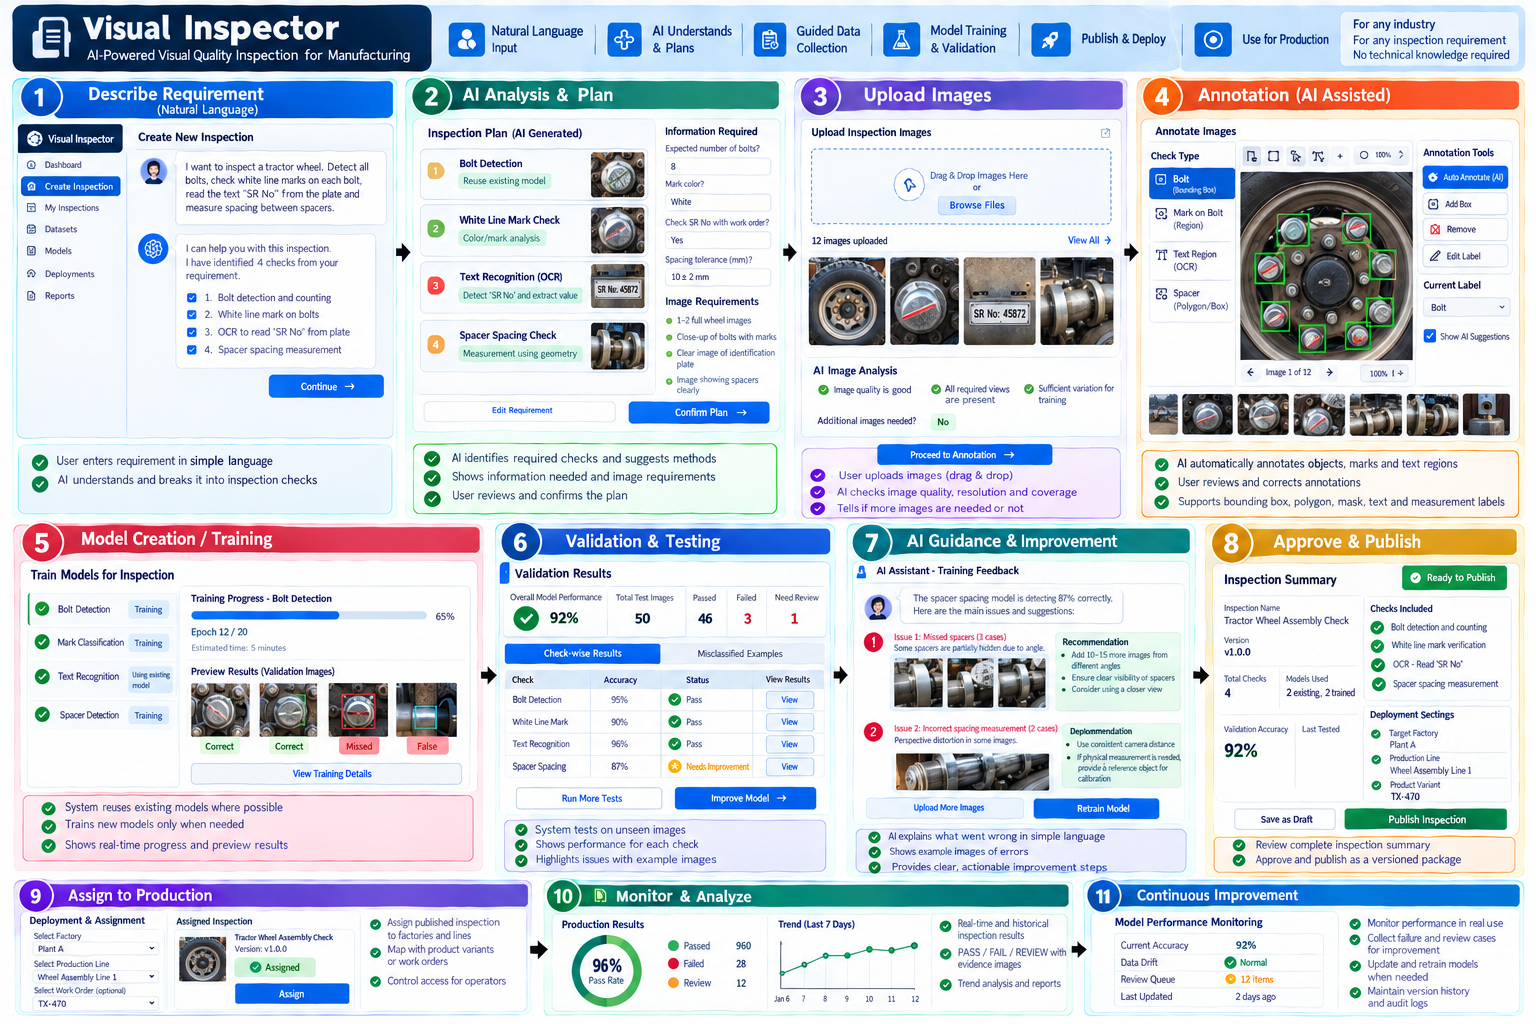 Visual Inspector
AI-Powered Visual Quality Inspection for Manufacturing
Natural Language
Input
AI Understands
& Plans
Guided Data
Collection
Model Training
& Validation
Publish & Deploy
Use for Production
For any industry
For any inspection requirement
No technical knowledge required
1
Describe Requirement
(Natural Language)
Visual Inspector
Dashboard
Create Inspection
My Inspections
Datasets
Models
Deployments
Reports
Create New Inspection
I want to inspect a tractor wheel. Detect all
bolts, check white line marks on each bolt,
read the text "SR No" from the plate and
measure spacing between spacers.
I can help you with this inspection.
I have identified 4 checks from your
requirement.
1. Bolt detection and counting
2. White line mark on bolts
3. OCR to read "SR No" from plate
4. Spacer spacing measurement
Continue →
User enters requirement in simple language
AI understands and breaks it into inspection checks
2
AI Analysis & Plan
Inspection Plan (AI Generated)
1
Bolt Detection
Reuse existing model
2
White Line Mark Check
Color/mark analysis
3
Text Recognition (OCR)
Detect 'SR No' and extract value
SR No: 45872
4
Spacer Spacing Check
Measurement using geometry
Information Required
Expected number of bolts?
8
Mark color?
White
Check SR No with work order?
Yes
Spacing tolerance (mm)?
10 ± 2 mm
Image Requirements
1-2 full wheel images
Close-up of bolts with marks
Clear image of identification
plate
Image showing spacers
clearly
Edit Requirement
Confirm Plan →
AI identifies required checks and suggests methods
Shows information needed and image requirements
User reviews and confirms the plan
3
Upload Images
Upload Inspection Images
Drag & Drop Images Here
or
Browse Files
12 images uploaded
View All →
SR No: 45872
AI Image Analysis
Image quality is good
All required views
are present
Sufficient variation for
training
Additional images needed?
No
Proceed to Annotation →
User uploads images (drag & drop)
AI checks image quality, resolution and coverage
Tells if more images are needed or not
4
Annotation (AI Assisted)
Annotate Images
Check Type
Bolt
(Bounding Box)
Mark on Bolt
(Region)
Text Region
(OCR)
Spacer
(Polygon/Box)
100%
Image 1 of 12
100%
Annotation Tools
Auto Annotate (AI)
Add Box
Remove
Edit Label
Current Label
Bolt
Show AI Suggestions
AI automatically annotates objects, marks and text regions
User reviews and corrects annotations
Supports bounding box, polygon, mask, text and measurement labels
5
Model Creation / Training
Train Models for Inspection
Bolt Detection
Training
Mark Classification
Training
Text Recognition
Using existing
model
Spacer Detection
Training
Training Progress - Bolt Detection
65%
Epoch 12 / 20
Estimated time: 5 minutes
Preview Results (Validation Images)
Correct
Correct
Missed
False
View Training Details
System reuses existing models where possible
Trains new models only when needed
Shows real-time progress and preview results
6
Validation & Testing
Validation Results
Overall Model Performance
92%
Total Test Images
50
Passed
46
Failed
3
Need Review
1
Check-wise Results
Misclassified Examples
Check Accuracy Status View Results
Bolt Detection 95% Pass View
White Line Mark 90% Pass View
Text Recognition 96% Pass View
Spacer Spacing 87% Needs Improvement View
Run More Tests
Improve Model →
System tests on unseen images
Shows performance for each check
Highlights issues with example images
7
AI Guidance & Improvement
AI Assistant - Training Feedback
The spacer spacing model is detecting 87% correctly.
Here are the main issues and suggestions:
1
Issue 1: Missed spacers (3 cases)
Some spacers are partially hidden due to angle.
Recommendation
Add 10-15 more images from
different angles
Ensure clear visibility of spacers
Consider using a closer view
2
Issue 2: Incorrect spacing measurement (2 cases)
Perspective distortion in some images.
Deplommendation
Use consistent camera distance
If physical measurement is needed,
provide a reference object for
calibration
Upload More Images
Retrain Model
AI explains what went wrong in simple language
Shows example images of errors
Provides clear, actionable improvement steps
8
Approve & Publish
Inspection Summary
Ready to Publish
Inspection Name
Tractor Wheel Assembly Check
Version
v1.0.0
Total Checks
4
Models Used
2 existing, 2 trained
Validation Accuracy
92%
Last Tested
Checks Included
Bolt detection and counting
White line mark verification
OCR - Read 'SR No"
Spacer spacing measurement
Deployment Settings
Target Factory
Plant A
Production Line
Wheel Assembly Line 1
Product Variant
TX-470
Save as Draft
Publish Inspection
Review complete inspection summary
Approve and publish as a versioned package
9
Assign to Production
Deployment & Assignment
Select Factory
Plant A
Select Production Line
Wheel Assembly Line 1
Select Work Order (optional)
TX-470
Assigned Inspection
Tractor Wheel Assembly Check
Version: v1.0.0
Assigned
Assign
Assign published inspection
to factories and lines
Map with product variants
or work orders
Control access for operators
10
Monitor & Analyze
Production Results
96%
Pass Rate
Passed 960
Failed 28
Review 12
Trend (Last 7 Days)
Jan 6 7 8 9 10 11 12
Real-time and historical
inspection results
PASS / FAIL / REVIEW with
evidence images
Trend analysis and reports
11
Continuous Improvement
Model Performance Monitoring
Current Accuracy 92%
Data Drift Normal
Review Queue 12 items
Last Updated 2 days ago
Monitor performance in real use
Collect failure and review cases
for improvement
Update and retrain models
when needed
Maintain version history
and audit logs